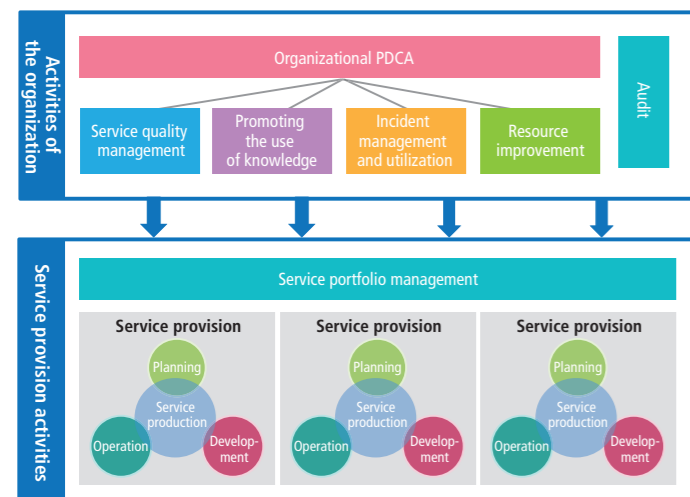 Activities of
the organization
Organizational PDCA
Audit
Service quality
management
Promoting
the use
of knowledge
Incident
management
and utilization
Resource
improvement
Service provision activities
Service portfolio management
Service provision
Planning
Service
production
Operation
Develop-
ment
Service provision
Planning
Service
production
Operation
Develop-
ment
Service provision
Planning
Service
production
Operation
Develop-
ment